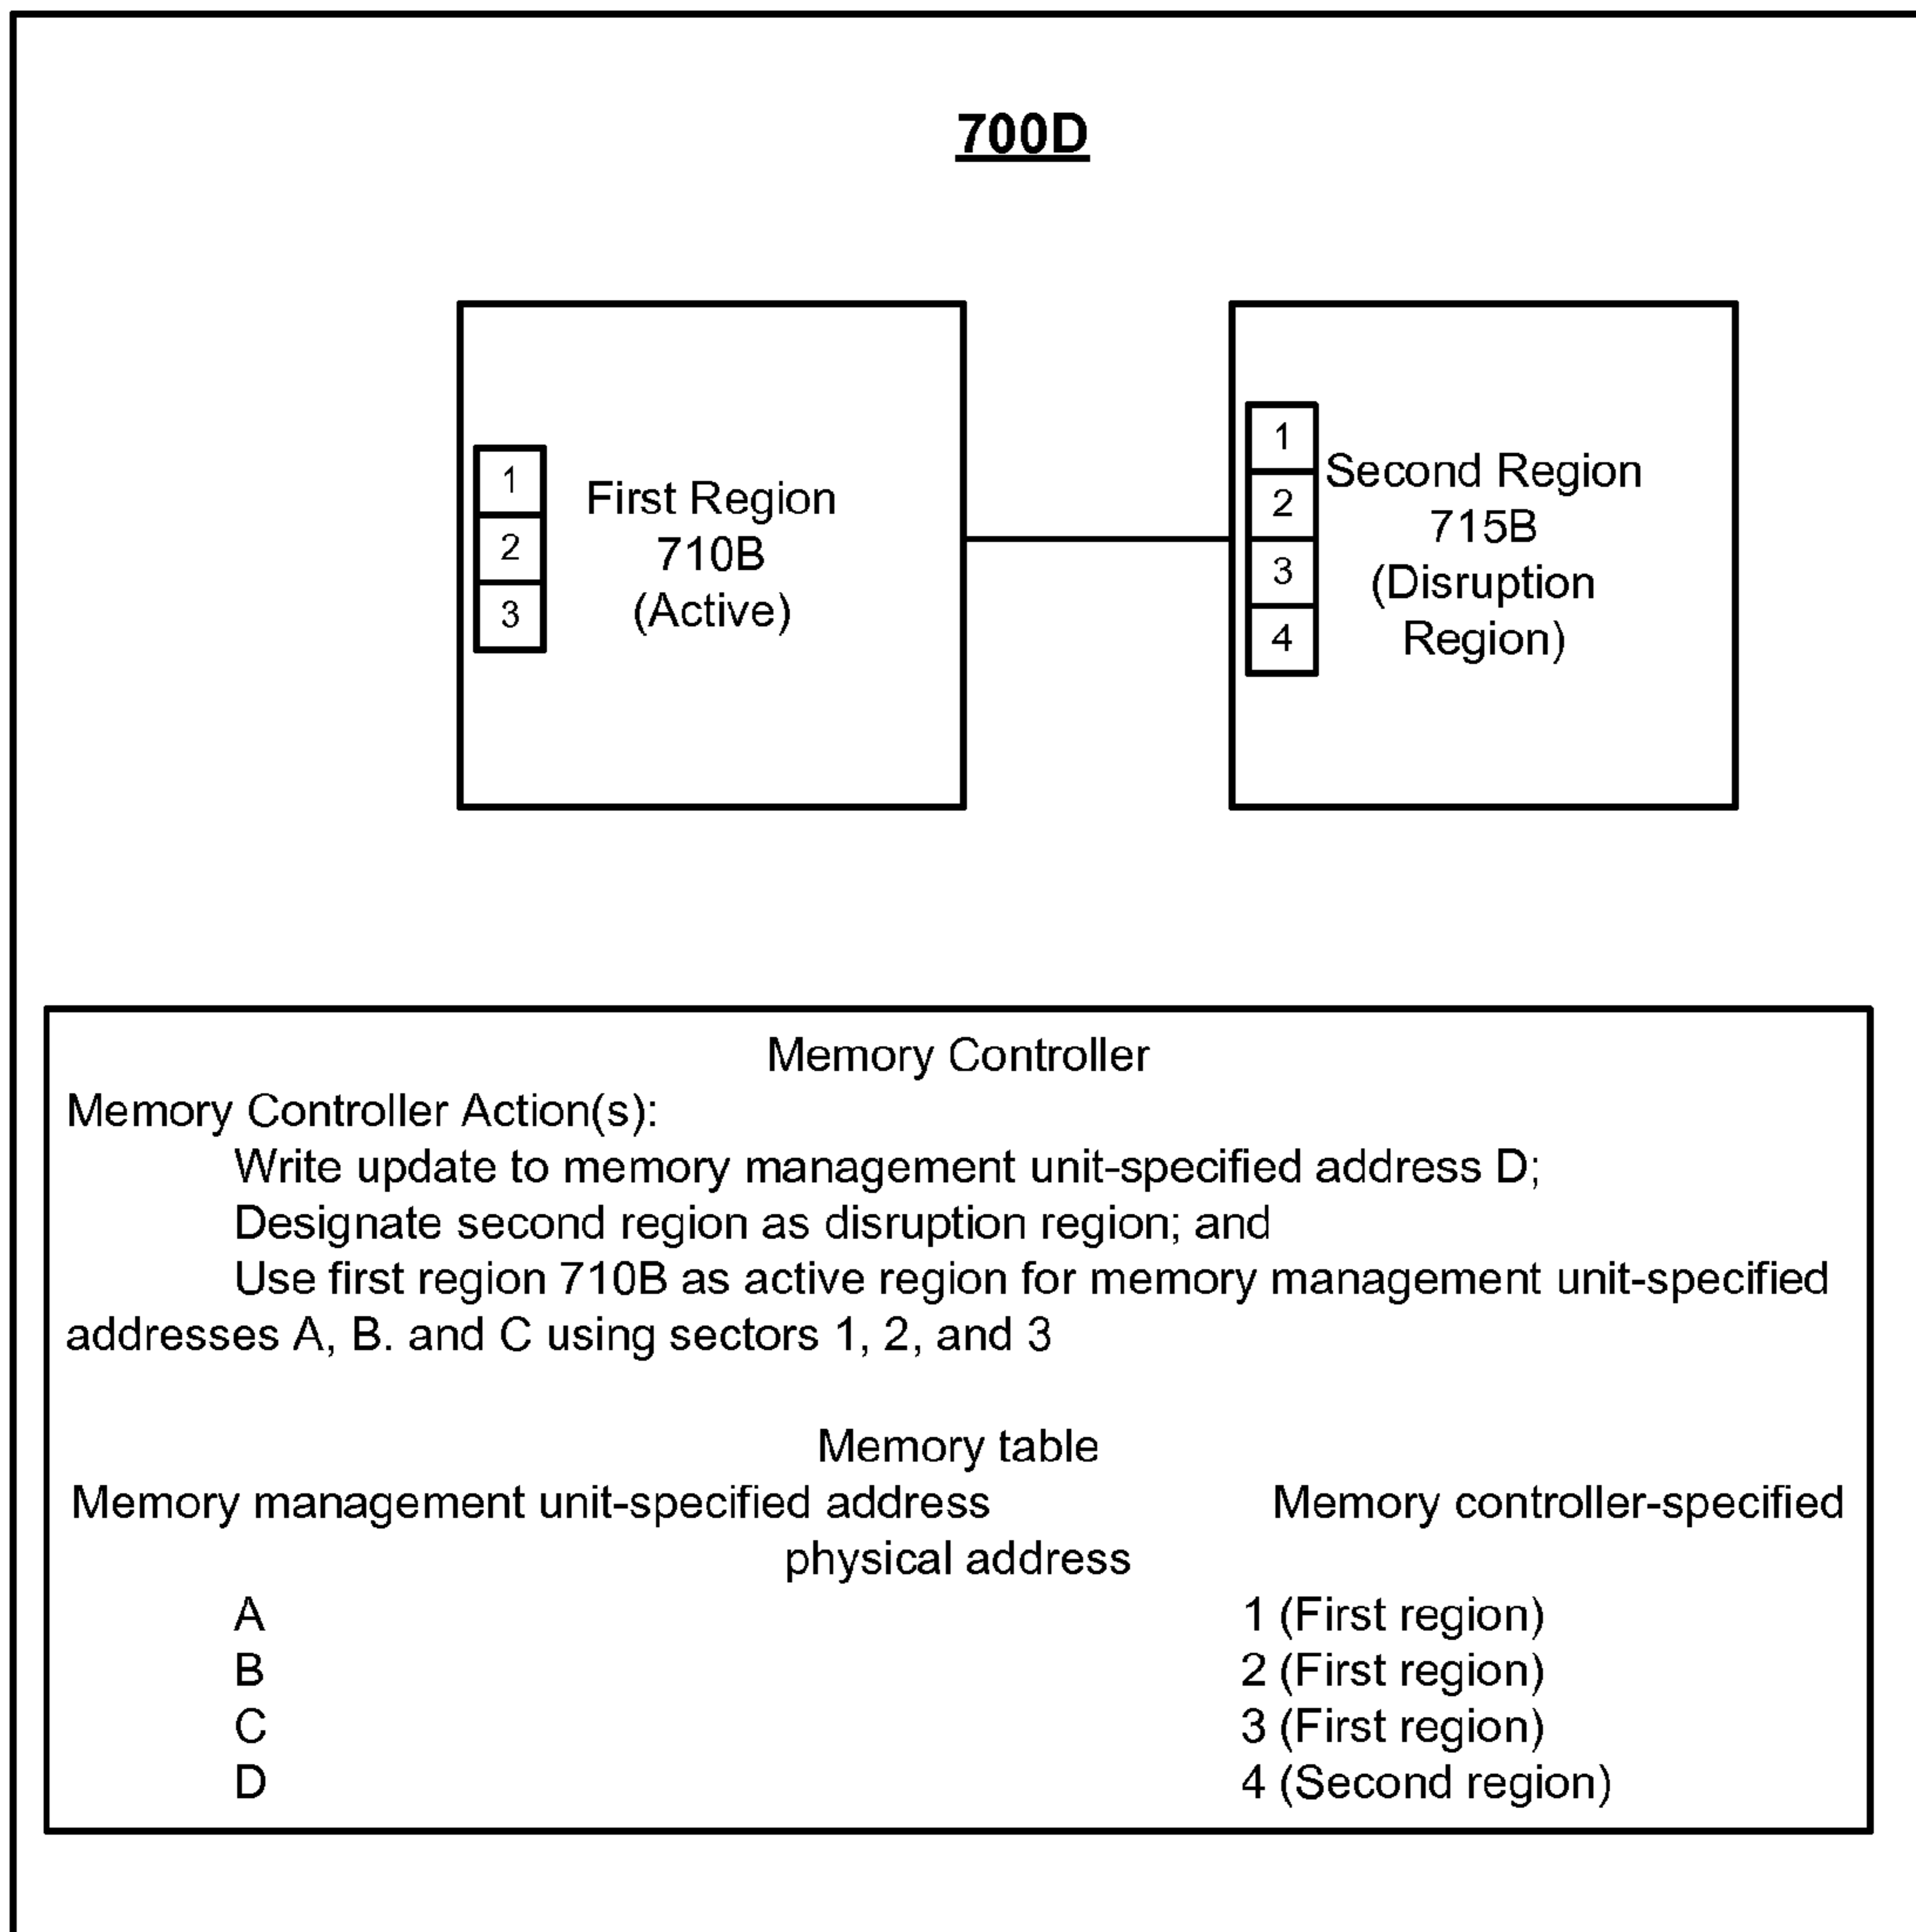 700D
1
2
3
First Region
710B
(Active)
1
2
3
4
Second Region
715B
(Disruption
Region)
Memory Controller
Memory Controller Action(s):
Write update to memory management unit-specified address D;
Designate second region as disruption region; and
Use first region 710B as active region for memory management unit-specified
addresses A, B. and C using sectors 1, 2, and 3
Memory table
Memory management unit-specified address Memory controller-specified
physical address
A 1 (First region)
B 2 (First region)
C 3 (First region)
D 4 (Second region)